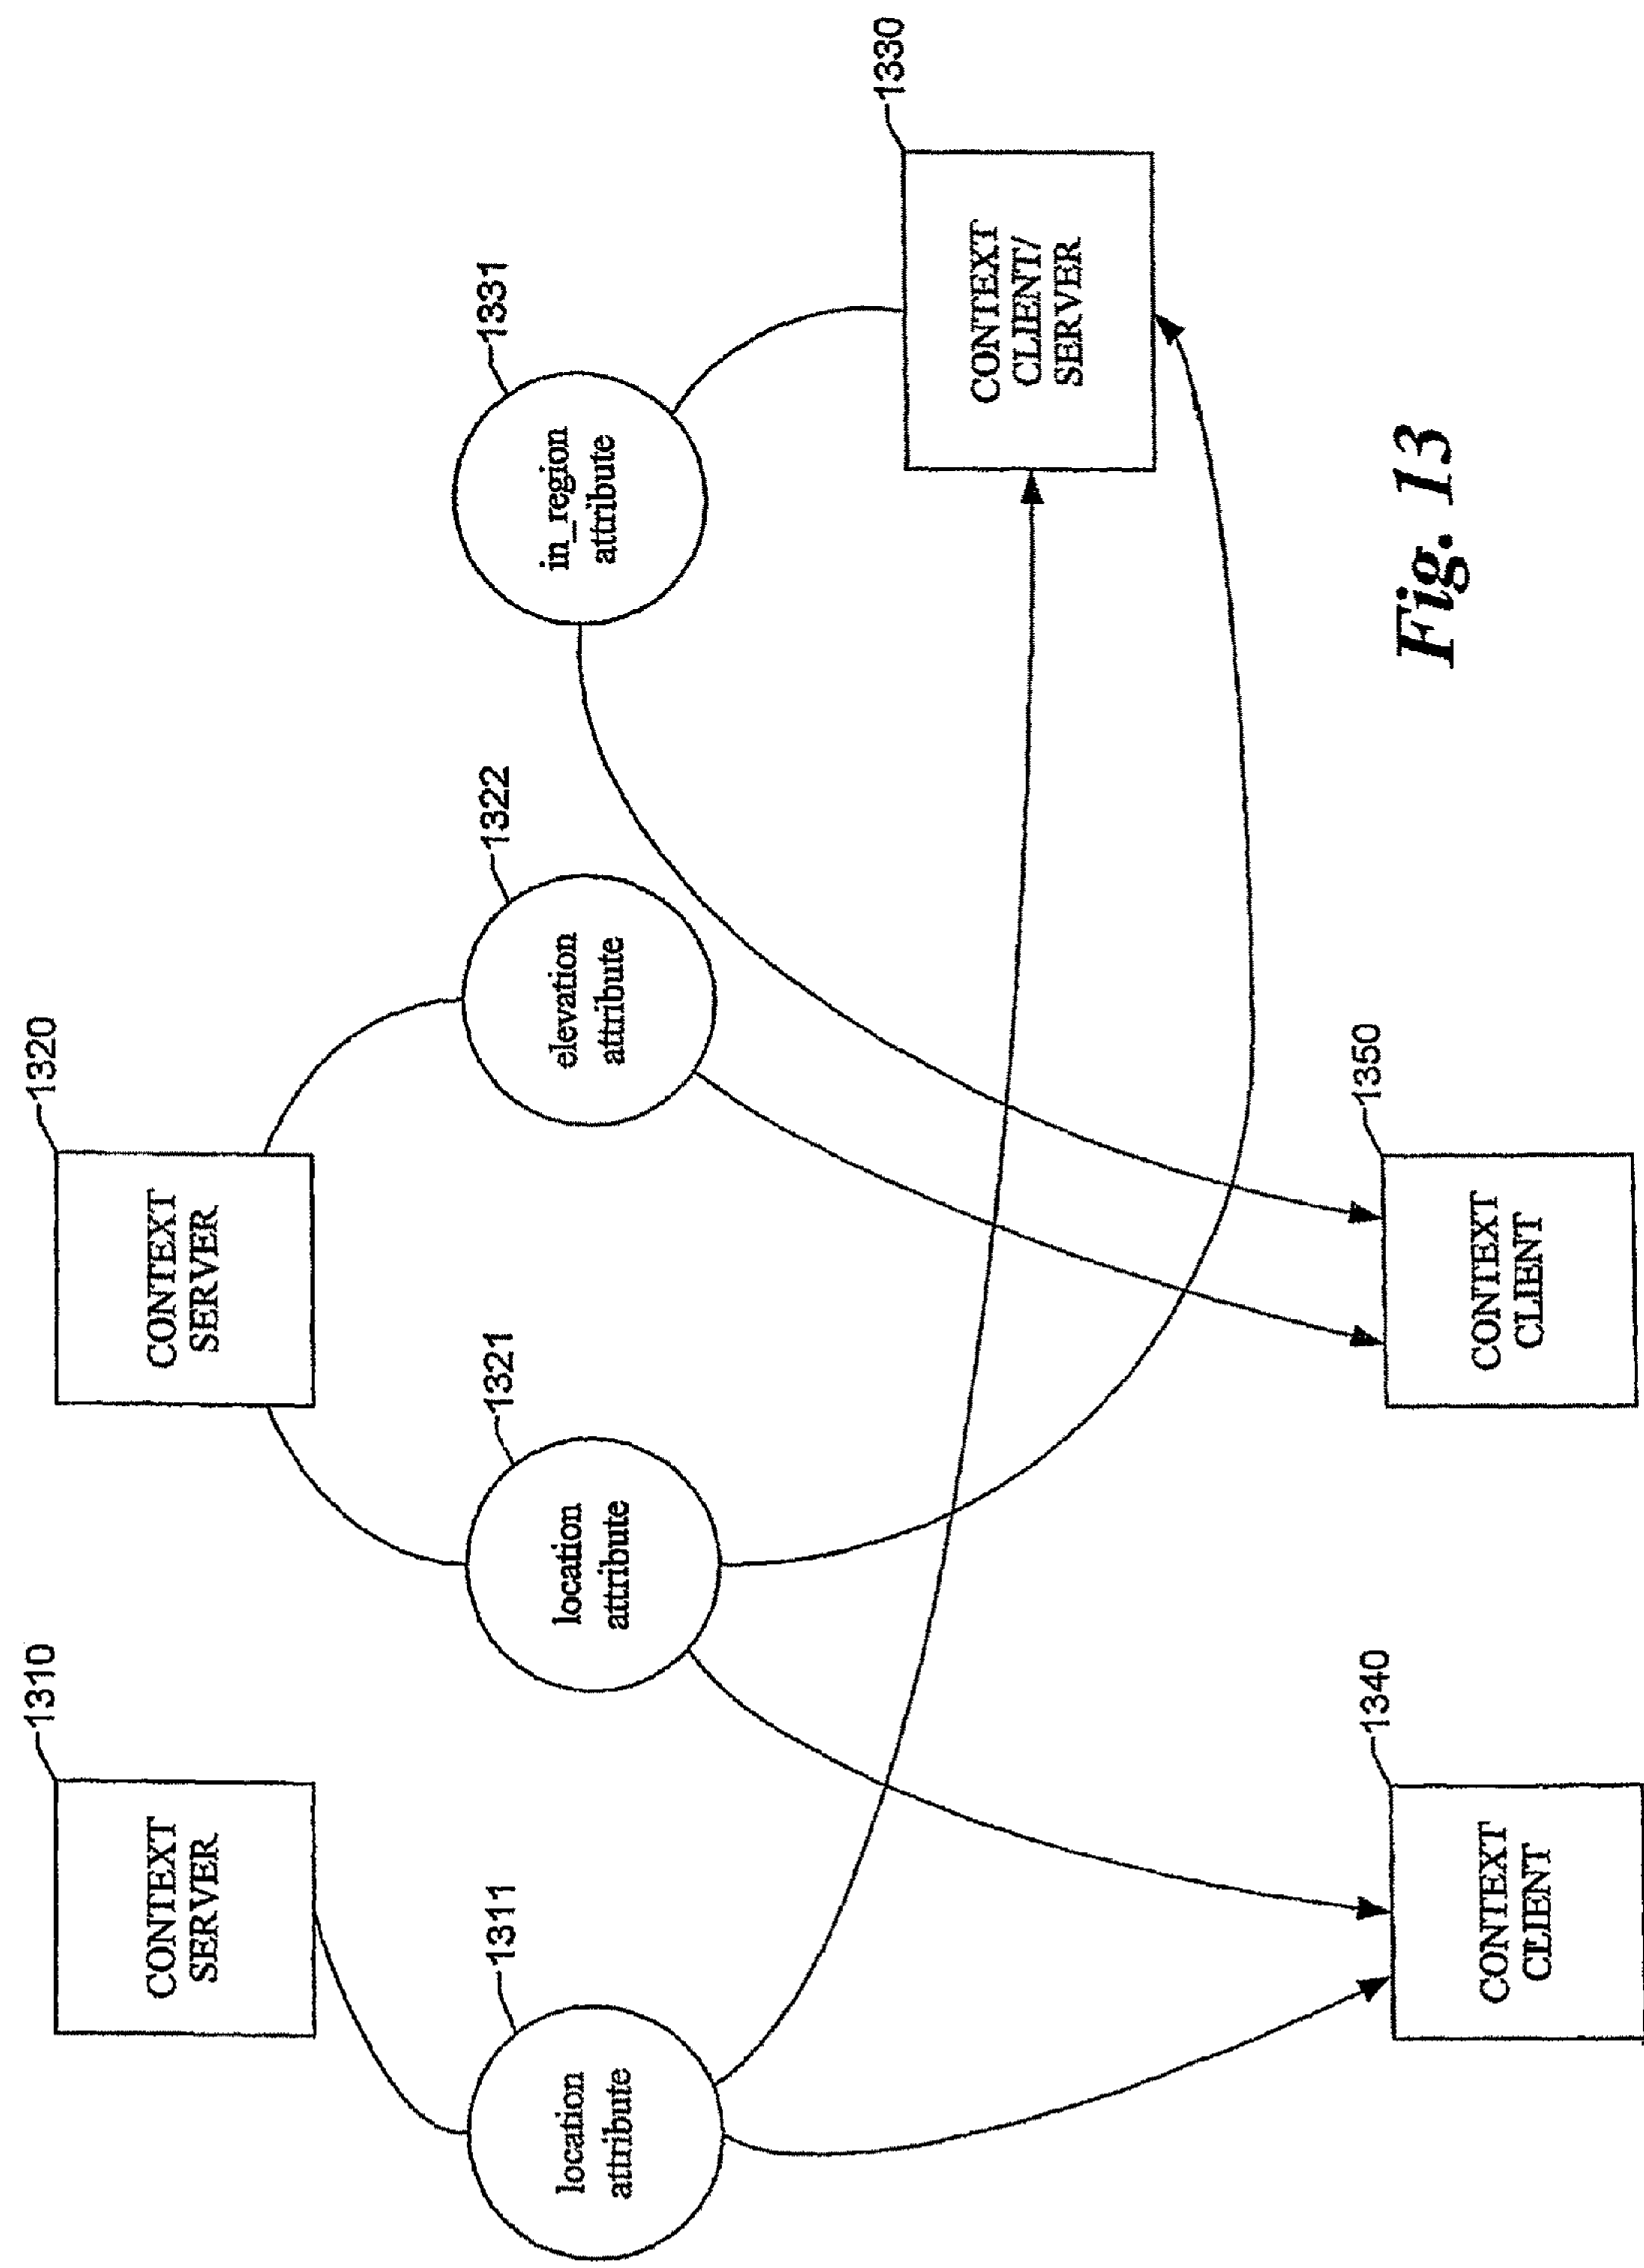 1310
CONTEXT
SERVER
1320
CONTEXT
SERVER
1311
location
attribute
1321
location
attribute
1322
elevation
attribute
1331
in_region
attribute
1330
CONTEXT
CLIENT/
SERVER
1340
CONTEXT
CLIENT
1350
CONTEXT
CLIENT
Fig. 13